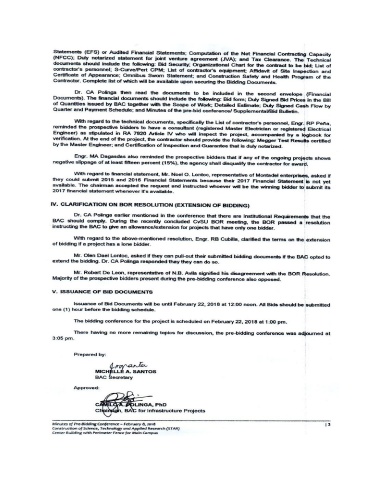 Statements (EFS) or Audited Financial Statements; Computation of the Net Financial Contracting Capacity
(NFCC); Duly notarized statement for joint venture agreement (JVA); and Tax Clearance. The Technical
documents should include the following: Bid Security; Organizational Chart for the contract to be bid; List of
contractor's personnel, S-Curve/Pert CPM; List of contractor's equipment; Affidavit of Site Inspection and
Certificate of Appearance; Omnibus Sworn Statement; and Construction Safety and Health Program of the
Contractor. Complete list of which will be available upon securing the Bidding Documents.
Dr. CA Polinga then read the documents to be included in the second envelope (Financial
Documents). The financial documents should include the following: Bid form; Duly Signed Bid Prices in the Bill
of Quantities issued by BAC together with the Scope of Work; Detailed Estimate; Duly Signed Cash Flow by
Quarter and Payment Schedule; and Minutes of the pre-bid conference/ Supplemental/Bid Bulletin.
With regard to the technical documents, specifically the List of contractor's personnel, Engr. RP Peña,
reminded the prospective bidders to have a consultant (registered Master Electrician or registered Electrical
Engineer) as stipulated in RA 7920 Article IV who will inspect the project, accompanied by a logbook for
verification. At the end of the project, the contractor should provide the following: Megger Test Results certified
by the Master Engineer; and Certification of Inspection and Guarantee that is duly notarized.
Engr. MA Dagasdas also reminded the prospective bidders that if any of the ongoing projects shows
negative slippage of at least fifteen percent (15%), the agency shall disqualify the contractor for award.
With regard to financial statement, Mr. Noel O. Lontoc, representative of Montadel enterprises, asked if
they could submit 2015 and 2016 Financial Statements because their 2017 Financial Statement is not yet
available. The chairman accepted the request and instructed whoever will be the winning bidder to submit its
2017 financial statement whenever it's available.
IV. CLARIFICATION ON BOR RESOLUTION (EXTENSION OF BIDDING)
Dr. CA Polinga earlier mentioned in the conference that there are Institutional Requirements that the
BAC should comply. During the recently concluded CvSU BOR meeting, the BOR passed a resolution
instructing the BAC to give an allowance/extension for projects that have only one bidder.
With regard to the above-mentioned resolution, Engr. RB Cubilla, clarified the terms on the extension
of bidding if a project has a lone bidder.
Mr. Olen Dael Lontoc, asked if they can pull-out their submitted bidding documents if the BAC opted to
extend the bidding. Dr. CA Polinga responded they they can do so.
Mr. Robert De Leon, representative of N.B. Avila signified his disagreement with the BOR Resolution.
Majority of the prospective bidders present during the pre-bidding conference also opposed.
V. ISSUANCE OF BID DOCUMENTS
Issuance of Bid Documents will be until February 22, 2018 at 12:00 noon. All Bids should be submitted
one (1) hour before the bidding schedule.
The bidding conference for the project is scheduled on February 22, 2018 at 1:00 pm.
There having no more remaining topics for discussion, the pre-bidding conference was adjourned at
3:05 pm.
Prepared by:
MICHELLE A. SANTOS
BAC Secretary
Approved:
CAMILO A. POLINGA, PhD
Chairman, BAC for Infrastructure Projects
Minutes of Pre-Bidding Conference – February 8, 2018 | 3
Construction of Science, Technology and Applied Research (STAR)
Center Building with Perimeter Fence for Main Campus